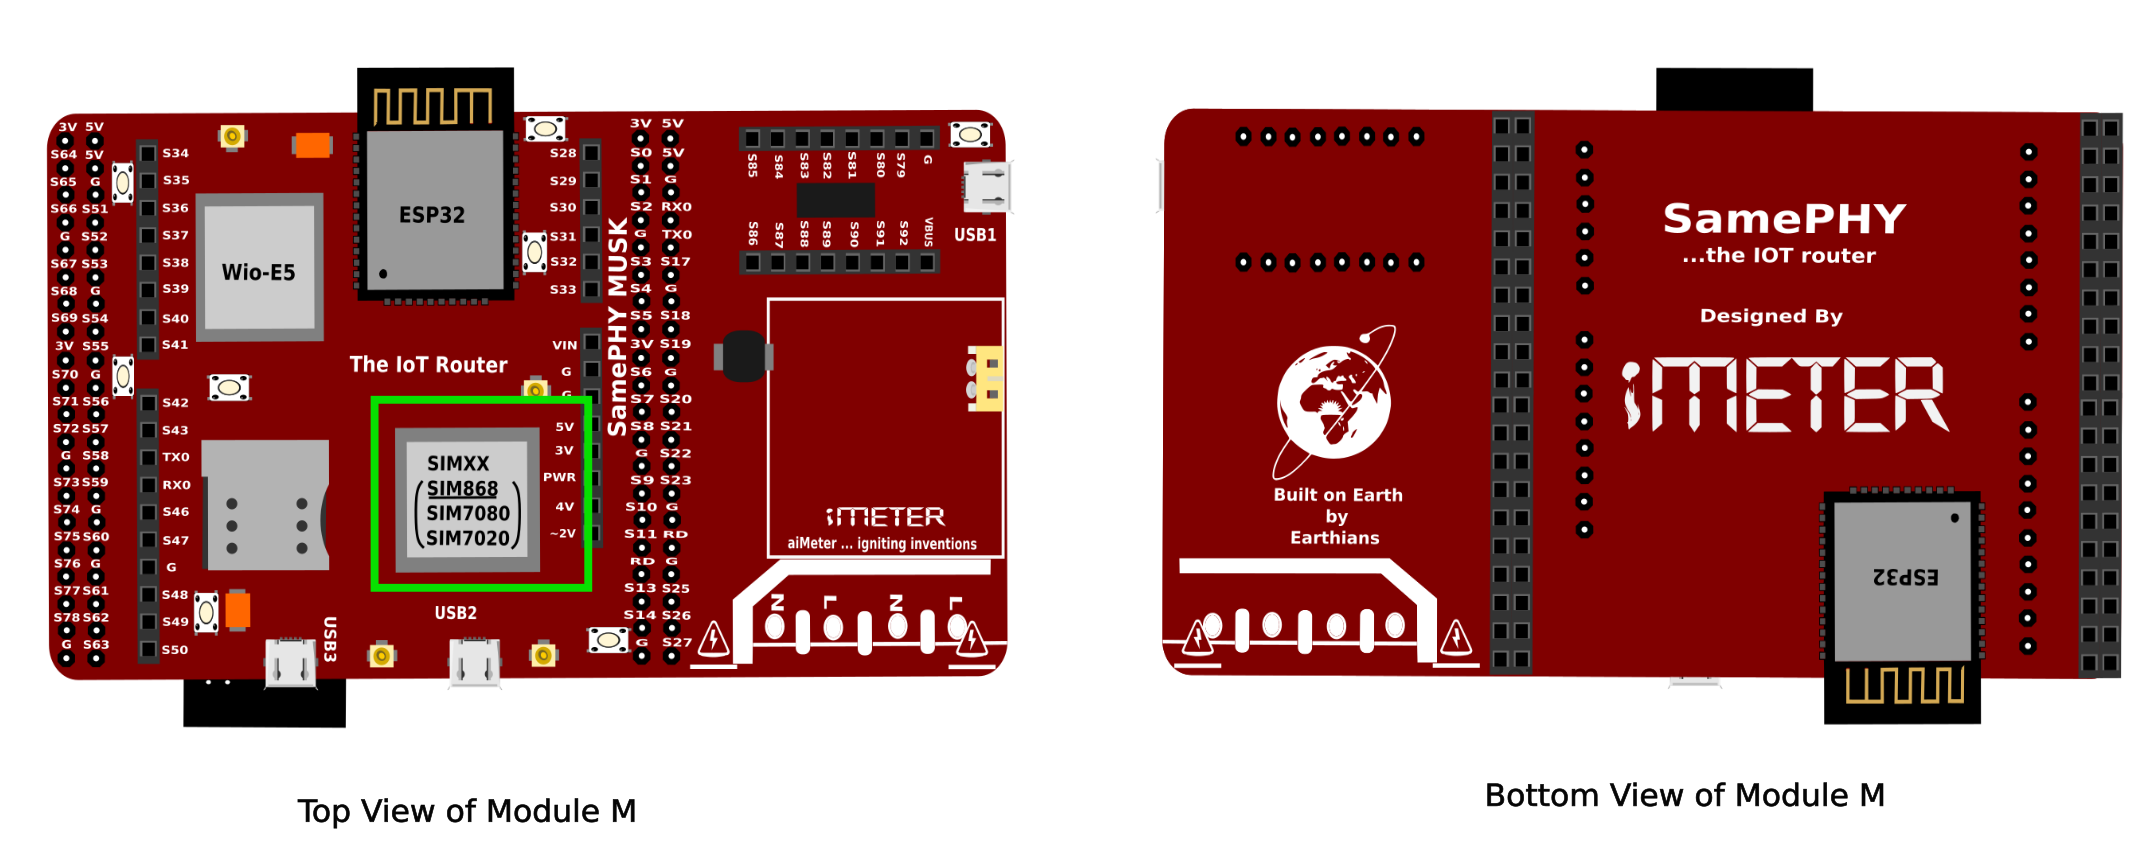 3V 5V
S64 5V
S65 G
S66 S51
G S52
S67 S53
S68 G
S69 S54
3V S55
S70 G
S71 S56
S72 S57
G S58
S73 S59
S74 G
S75 S60
S76 G
S77 S61
S78 S62
G S63
S34
S35
S36
S37
S38
S39
S40
S41
S42
S43
TX0
RX0
S46
S47
G
S48
S49
S50
Wio-E5
ESP32
The IoT Router
SIMXX
SIM868
SIM7080
SIM7020
USB3
USB2
S28
S29
S30
S31
S32
S33
VIN
G
G
5V
3V
PWR
4V
~2V
SamePHY MUSK
3V 5V
S0 5V
S1 G
S2 RX0
G TX0
S3 S17
S4 G
S5 S18
3V S19
S6 G
S7 S20
S8 S21
G S22
S9 S23
S10 G
S11 RD
RD G
S13 S25
S14 S26
G S27
S85 S84 S83 S82 S81 S80 S79 G
S86 S87 S88 S89 S90 S91 S92 VBUS
USB1
iMETER
aiMeter ... igniting inventions
N L N L
Top View of Module M
SamePHY
...the IOT router
Designed By
iMETER
Built on Earth
by
Earthians
ESP32
Bottom View of Module M